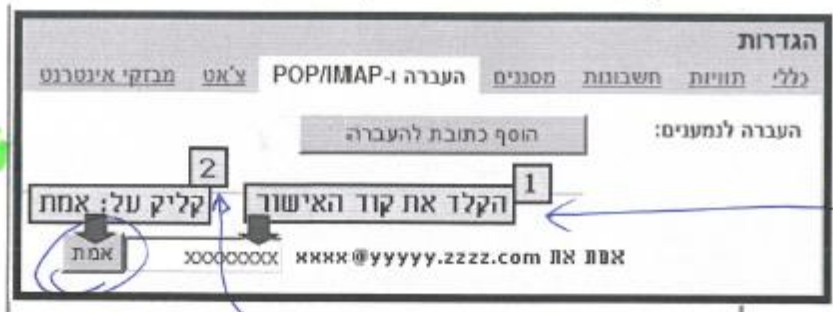 הגדרות
כללי תוויות חשבונות מסננים העברה ו-POP/IMAP צ'אט מבזקי אינטרנט
העברה לנמענים: הוסף כתובת להעברה
1 2
הקלד את קוד האישור קליק על: אמת
אמת את xxxx@yyyyy.zzzz.com xxxxxxxx אמת